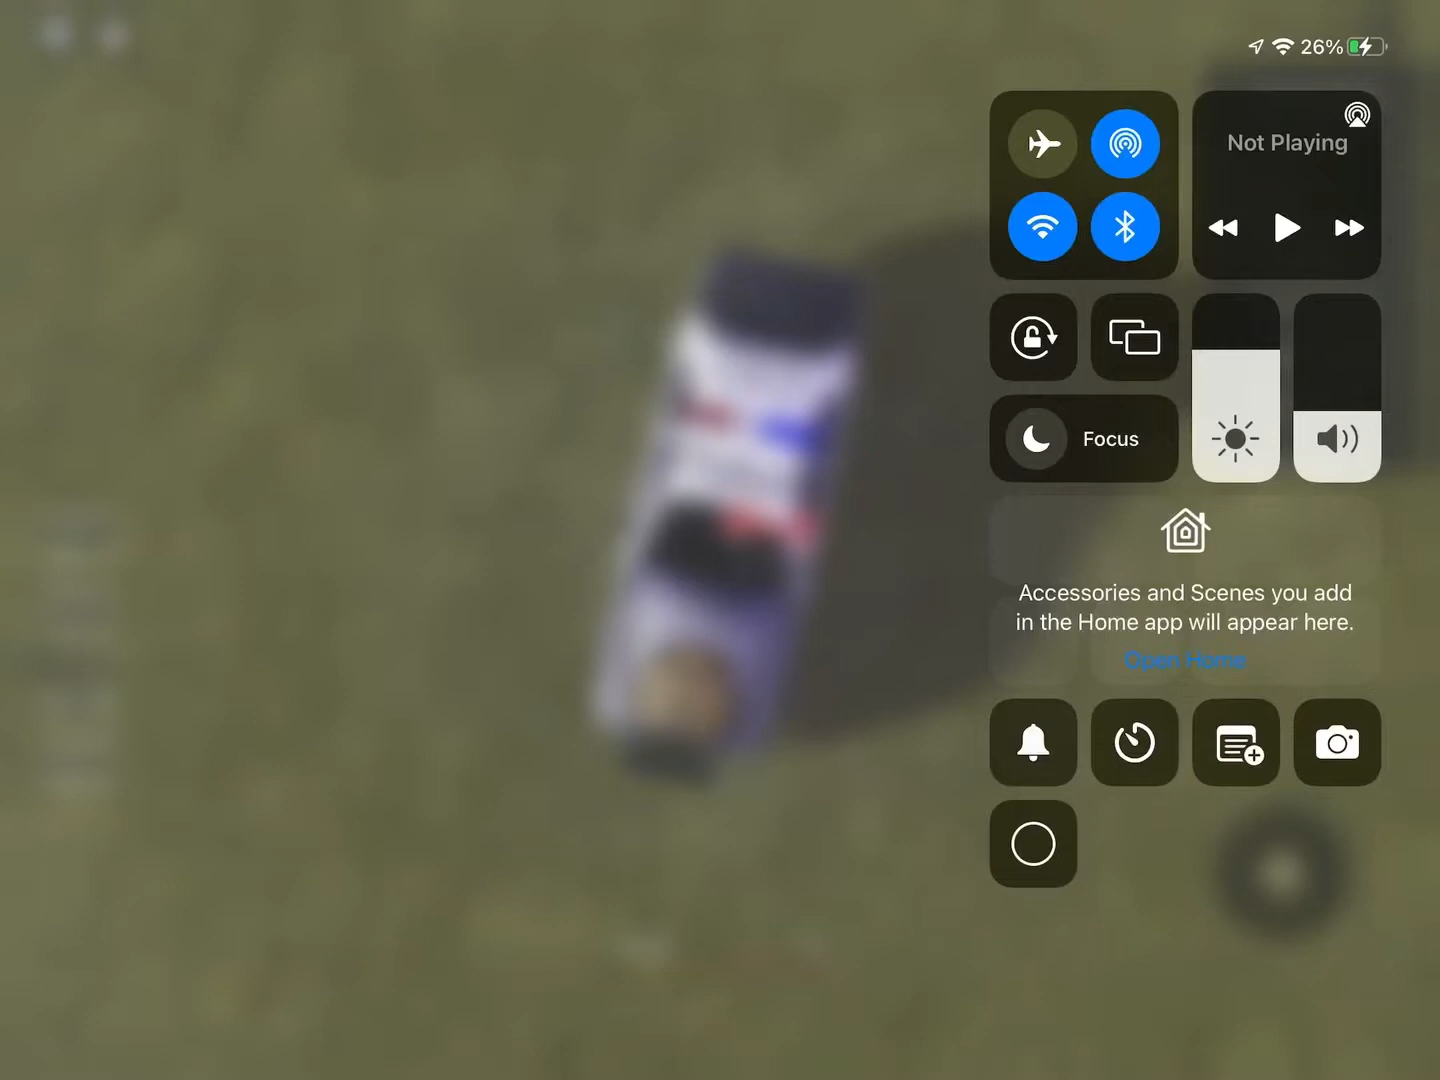 26%
Not Playing
Focus
Accessories and Scenes you add
in the Home app will appear here.
Open Home